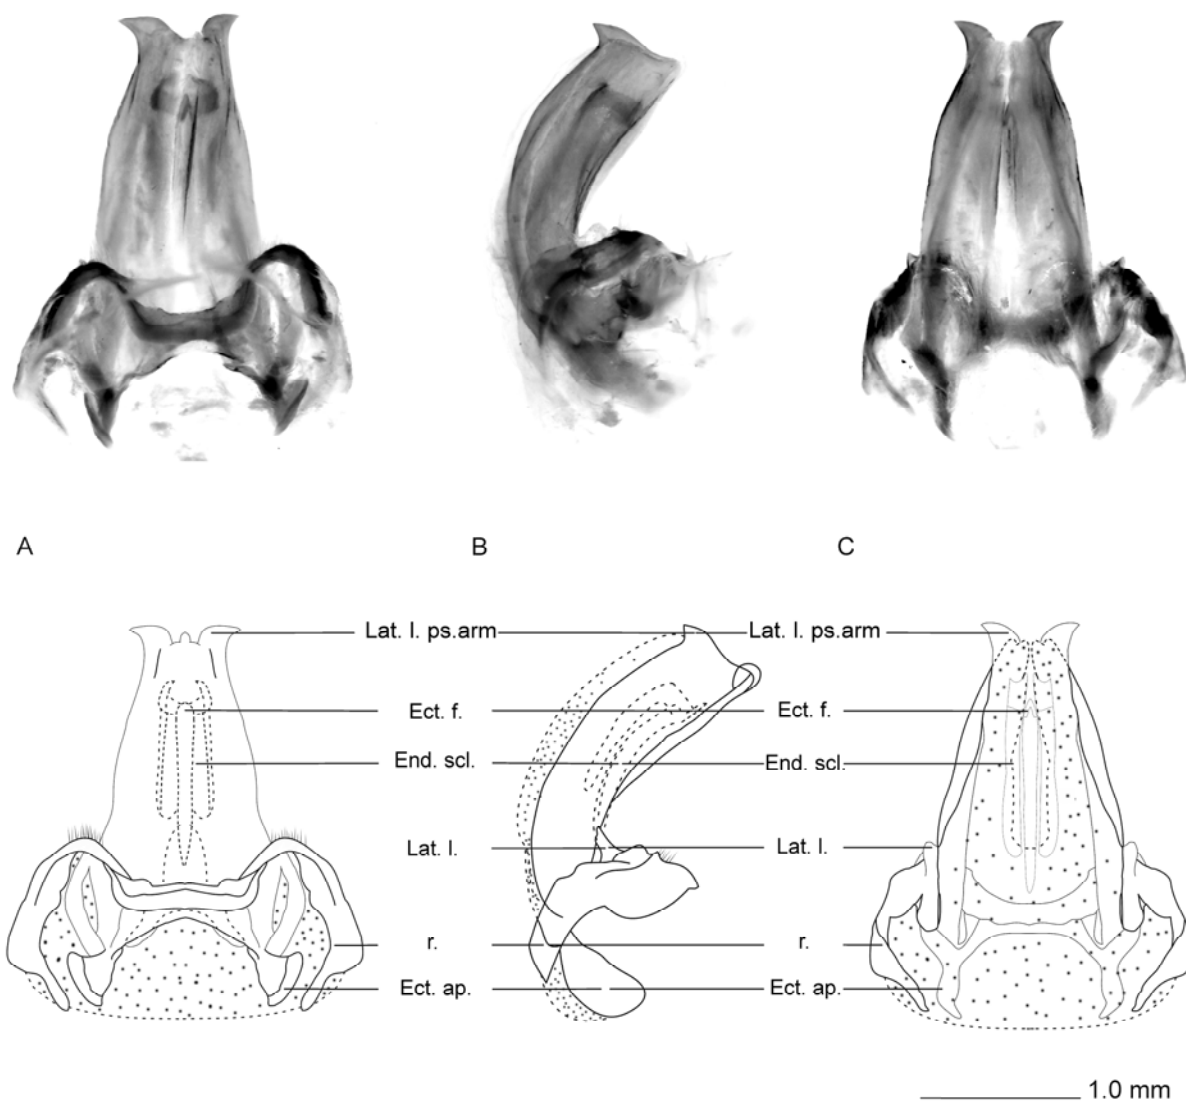 A B C
Lat. l. ps.arm Lat. l. ps.arm
Ect. f. Ect. f.
End. scl. End. scl.
Lat. l. Lat. l.
r. r.
Ect. ap. Ect. ap.
1.0 mm